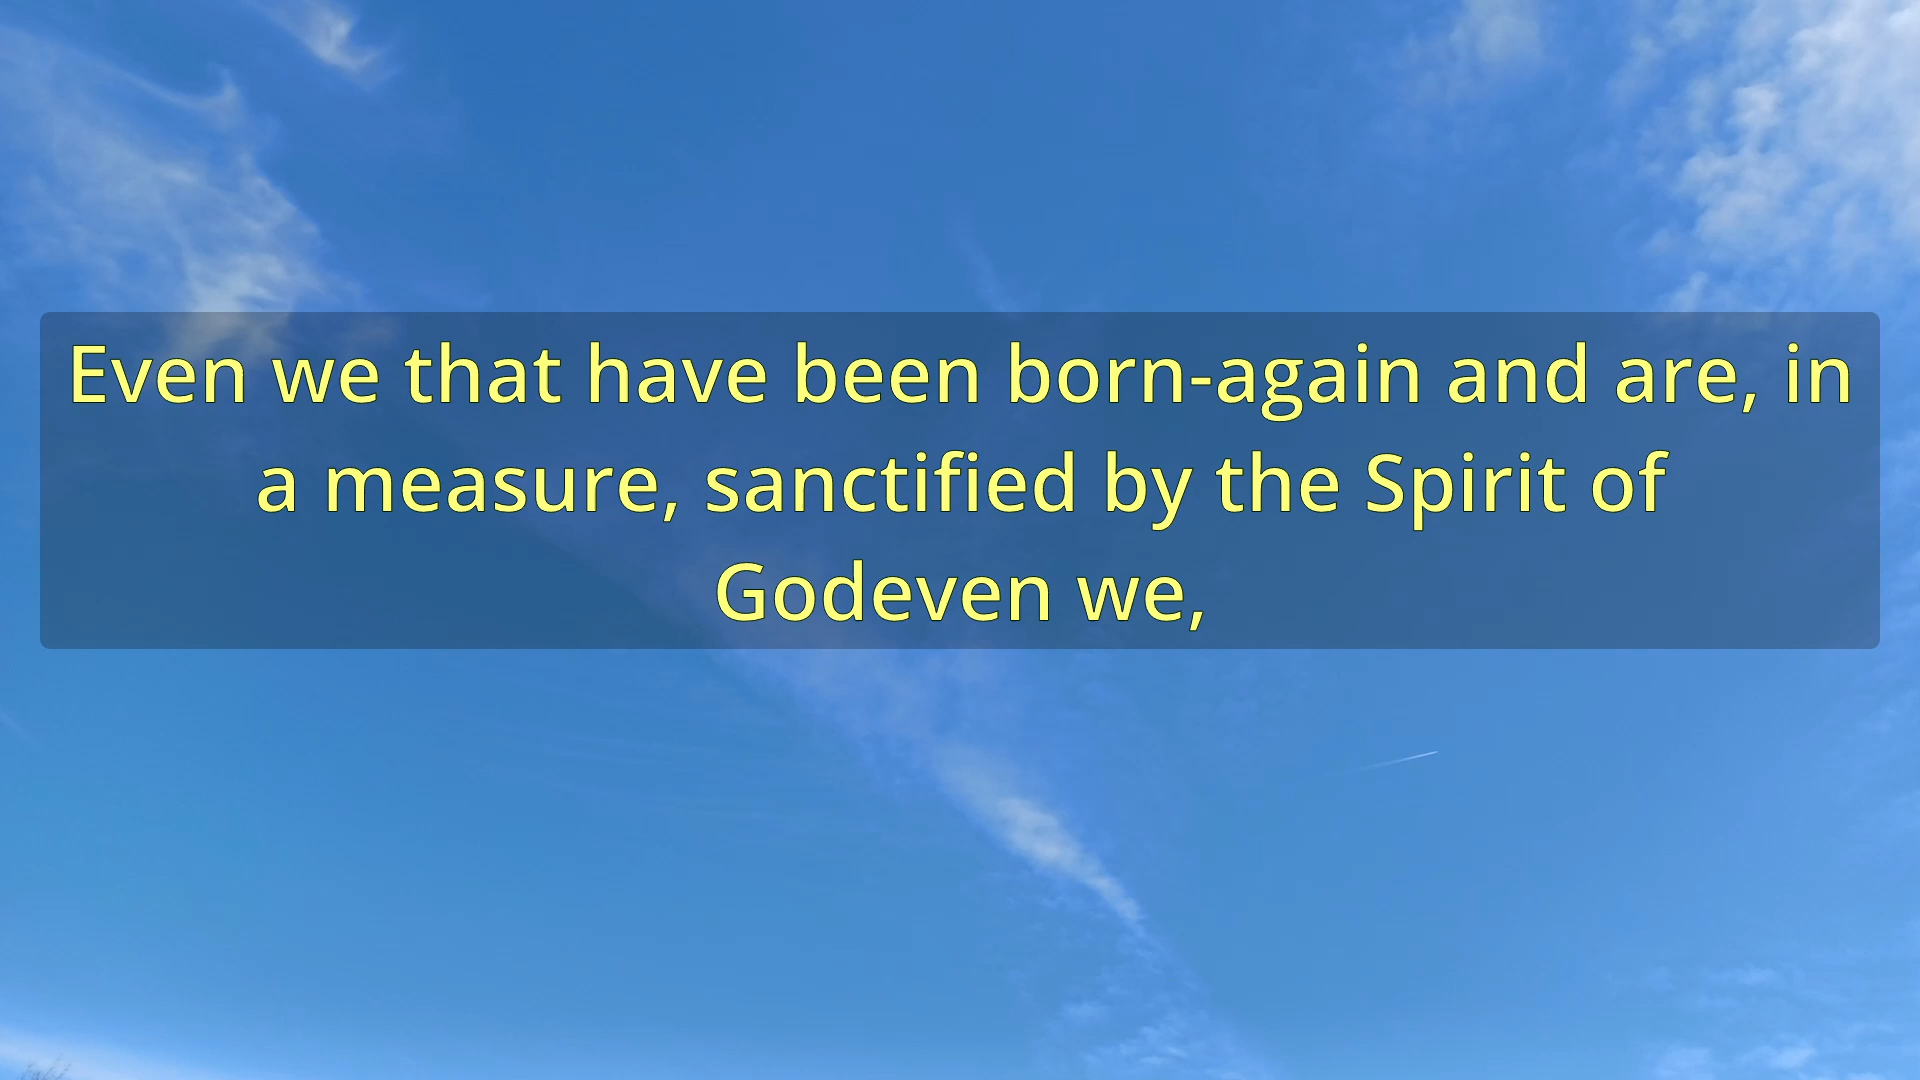 Even we that have been born-again and are, in
a measure, sanctified by the Spirit of
Godeven we,